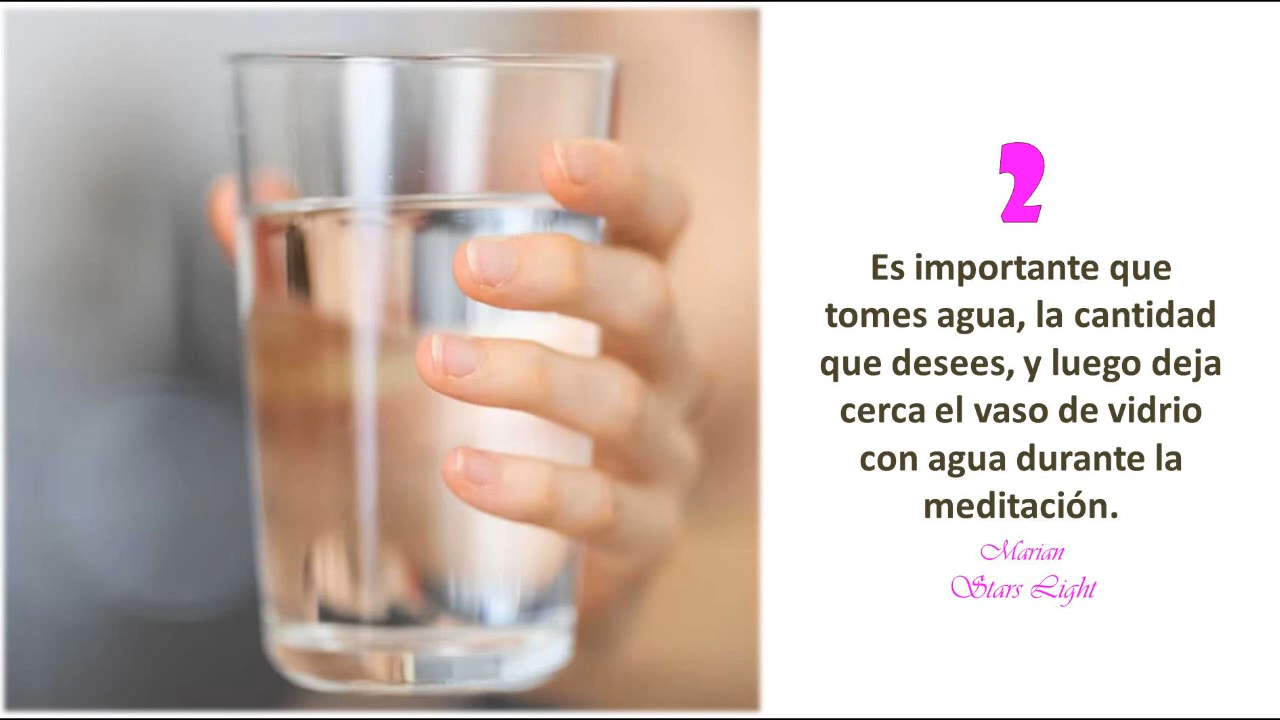 2
Es importante que
tomes agua, la cantidad
que desees, y luego deja
cerca el vaso de vidrio
con agua durante la
meditación.
Marian
Stars Light